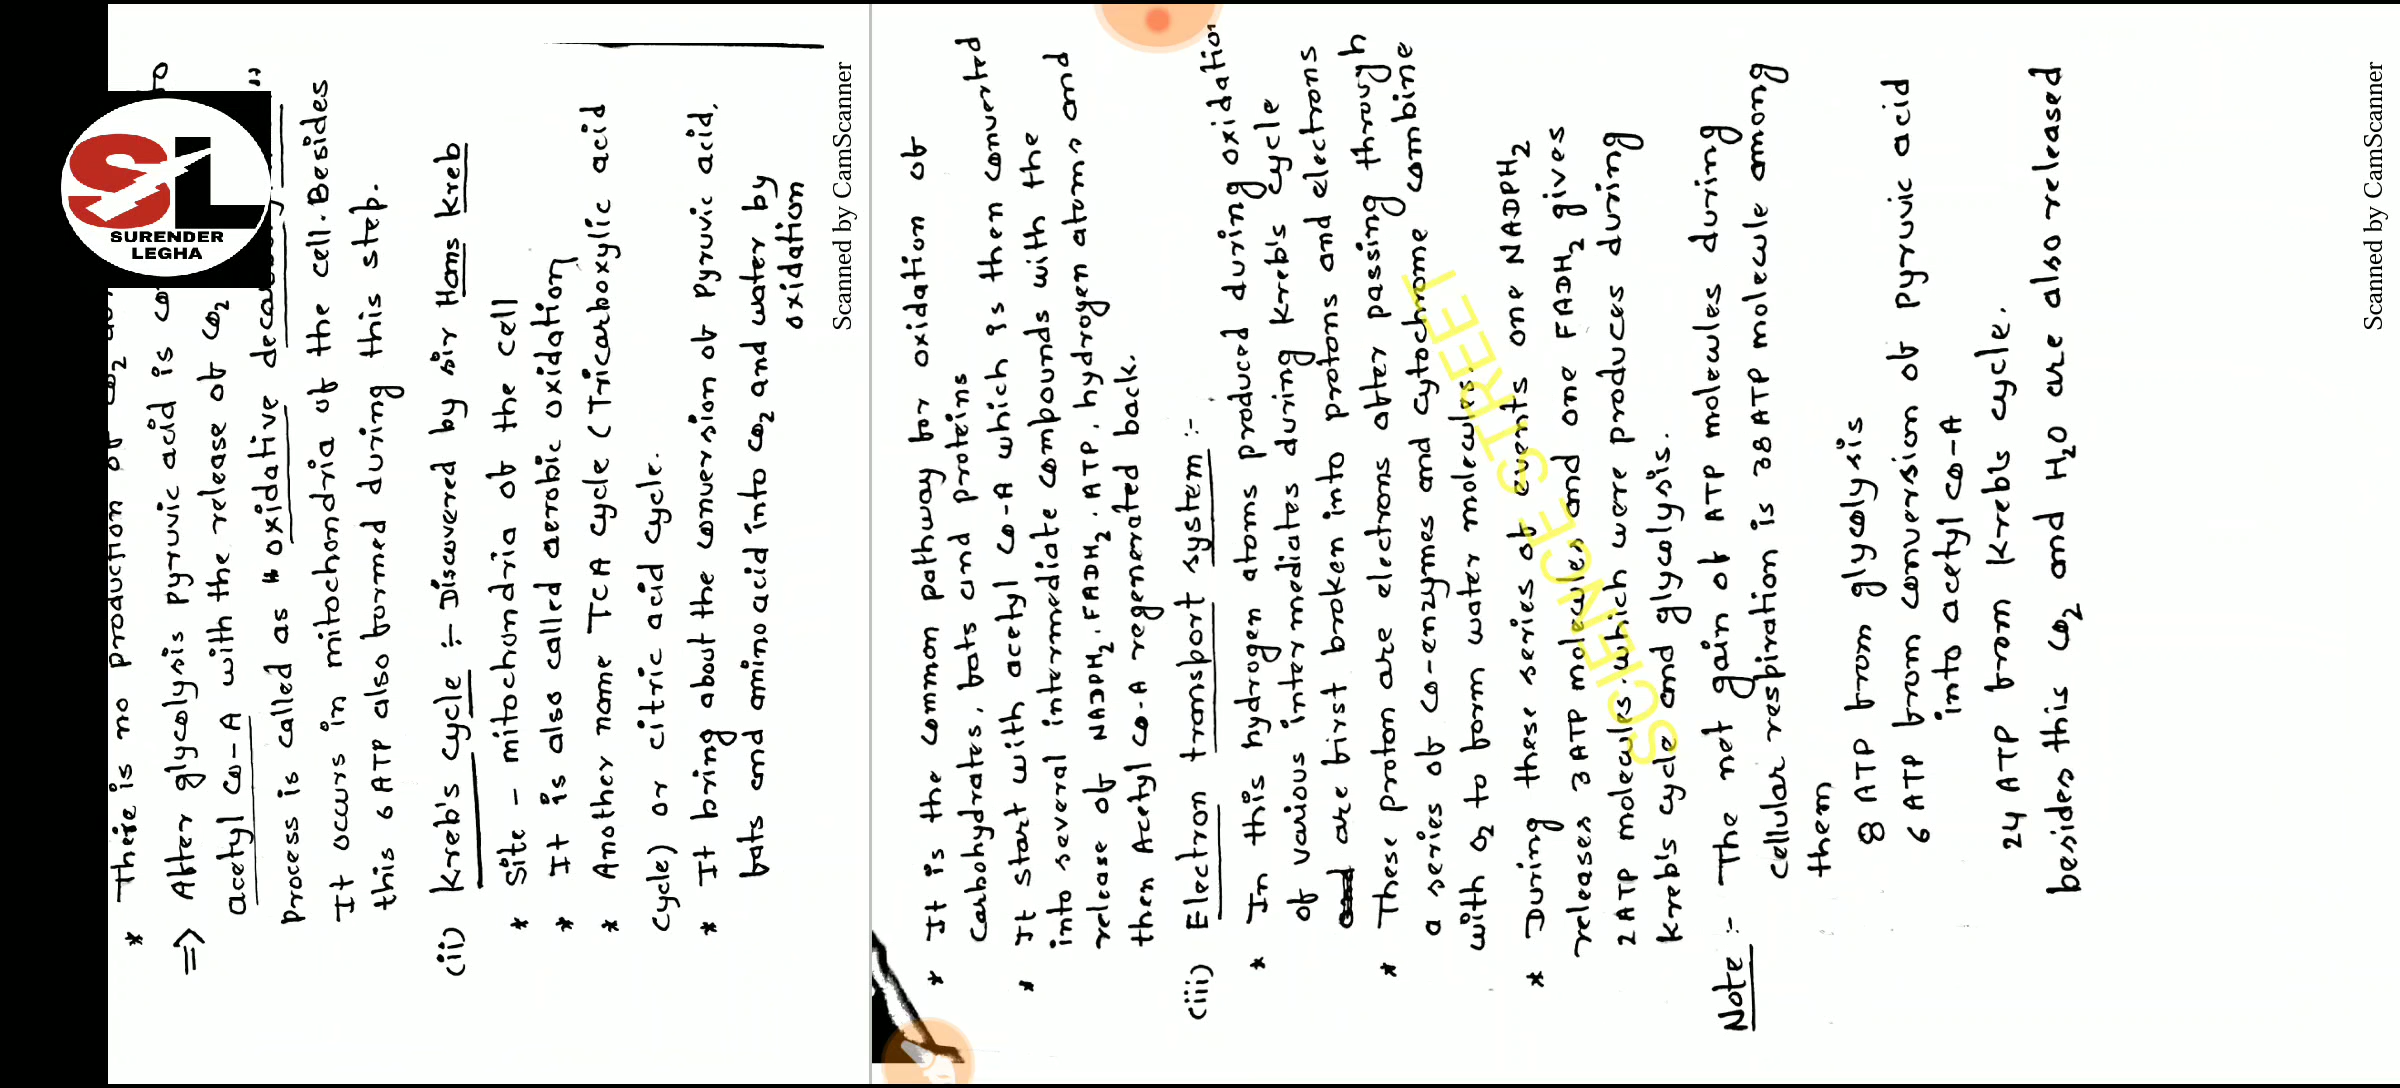 * There is no production of CO2
=> After glycolysis pyruvic acid is
acetyl co-A with the release of CO2
process is called as "oxidative
It occurs in mitochondria of the cell. Besides
this 6 ATP also formed during this step.
(ii) Kreb's cycle :- Discovered by sir Hans Kreb
* Site - mitochondria of the cell
* It is also called aerobic oxidation
* Another name TCA cycle (Tricarboxylic acid
cycle) or citric acid cycle.
* It bring about the conversion of pyruvic acid,
fats and amino acid into CO2 and water by
oxidation
Scanned by CamScanner
* It is the common pathway for oxidation of
carbohydrates, fats and proteins
* It start with acetyl co-A which is then converted
into several intermediate compounds with the
release of NADPH2, FADH2, ATP, hydrogen atoms and
then Acetyl co-A regenerated back.
(iii) Electron transport system :-
* In this hydrogen atoms produced during oxidation
of various intermediates during Kreb's cycle
are first broken into protons and electrons
* These proton are electrons after passing through
a series of co-enzymes and cytochrome combine
with O2 to form water molecules.
* During these series of events one NADPH2
releases 3 ATP molecules and one FADH2 gives
2 ATP molecules. which were produces during
Kreb's cycle and glycolysis.
Note :- The net gain of ATP molecules during
cellular respiration is 38 ATP molecule among
them
8 ATP from glycolysis
6 ATP from conversion of pyruvic acid
into acetyl co-A
24 ATP from Kreb's cycle.
besides this CO2 and H2O are also released
Scanned by CamScanner
SL
SURENDER
LEGHA
SCIENCE STREET